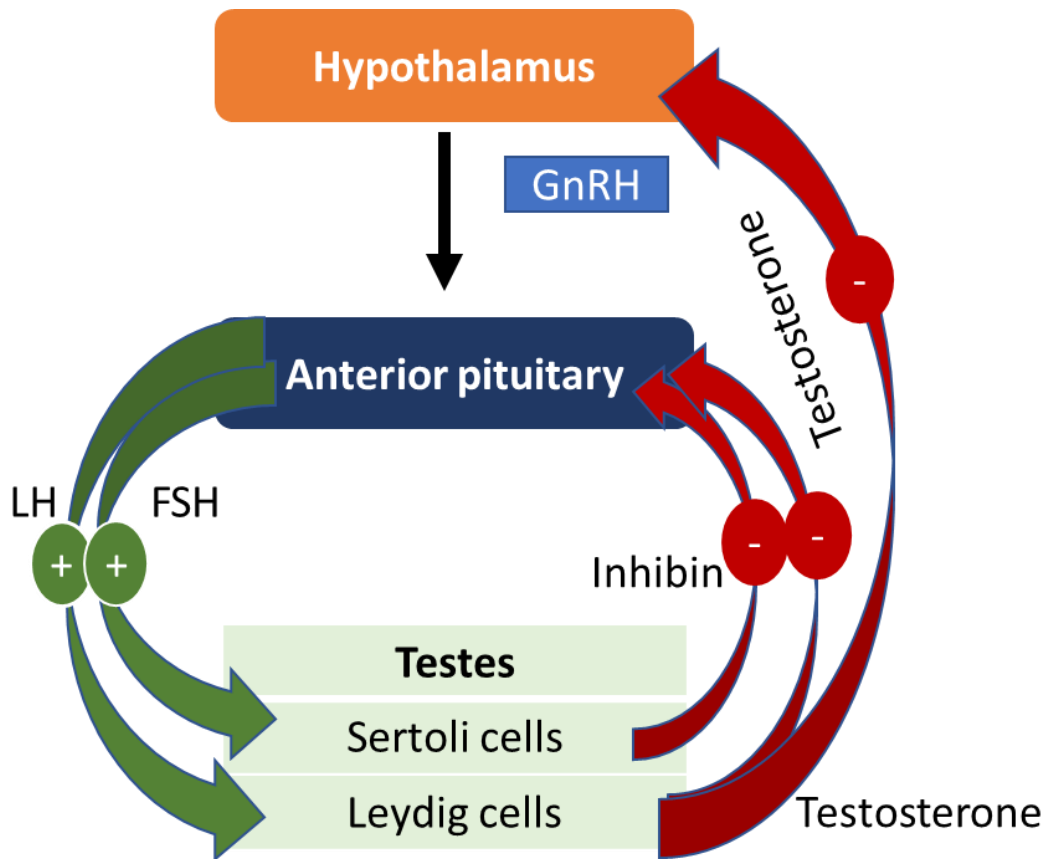 Hypothalamus
GnRH
Testosterone
-
Anterior pituitary
LH
FSH
+
+
Inhibin
-
-
Testes
Sertoli cells
Leydig cells
Testosterone